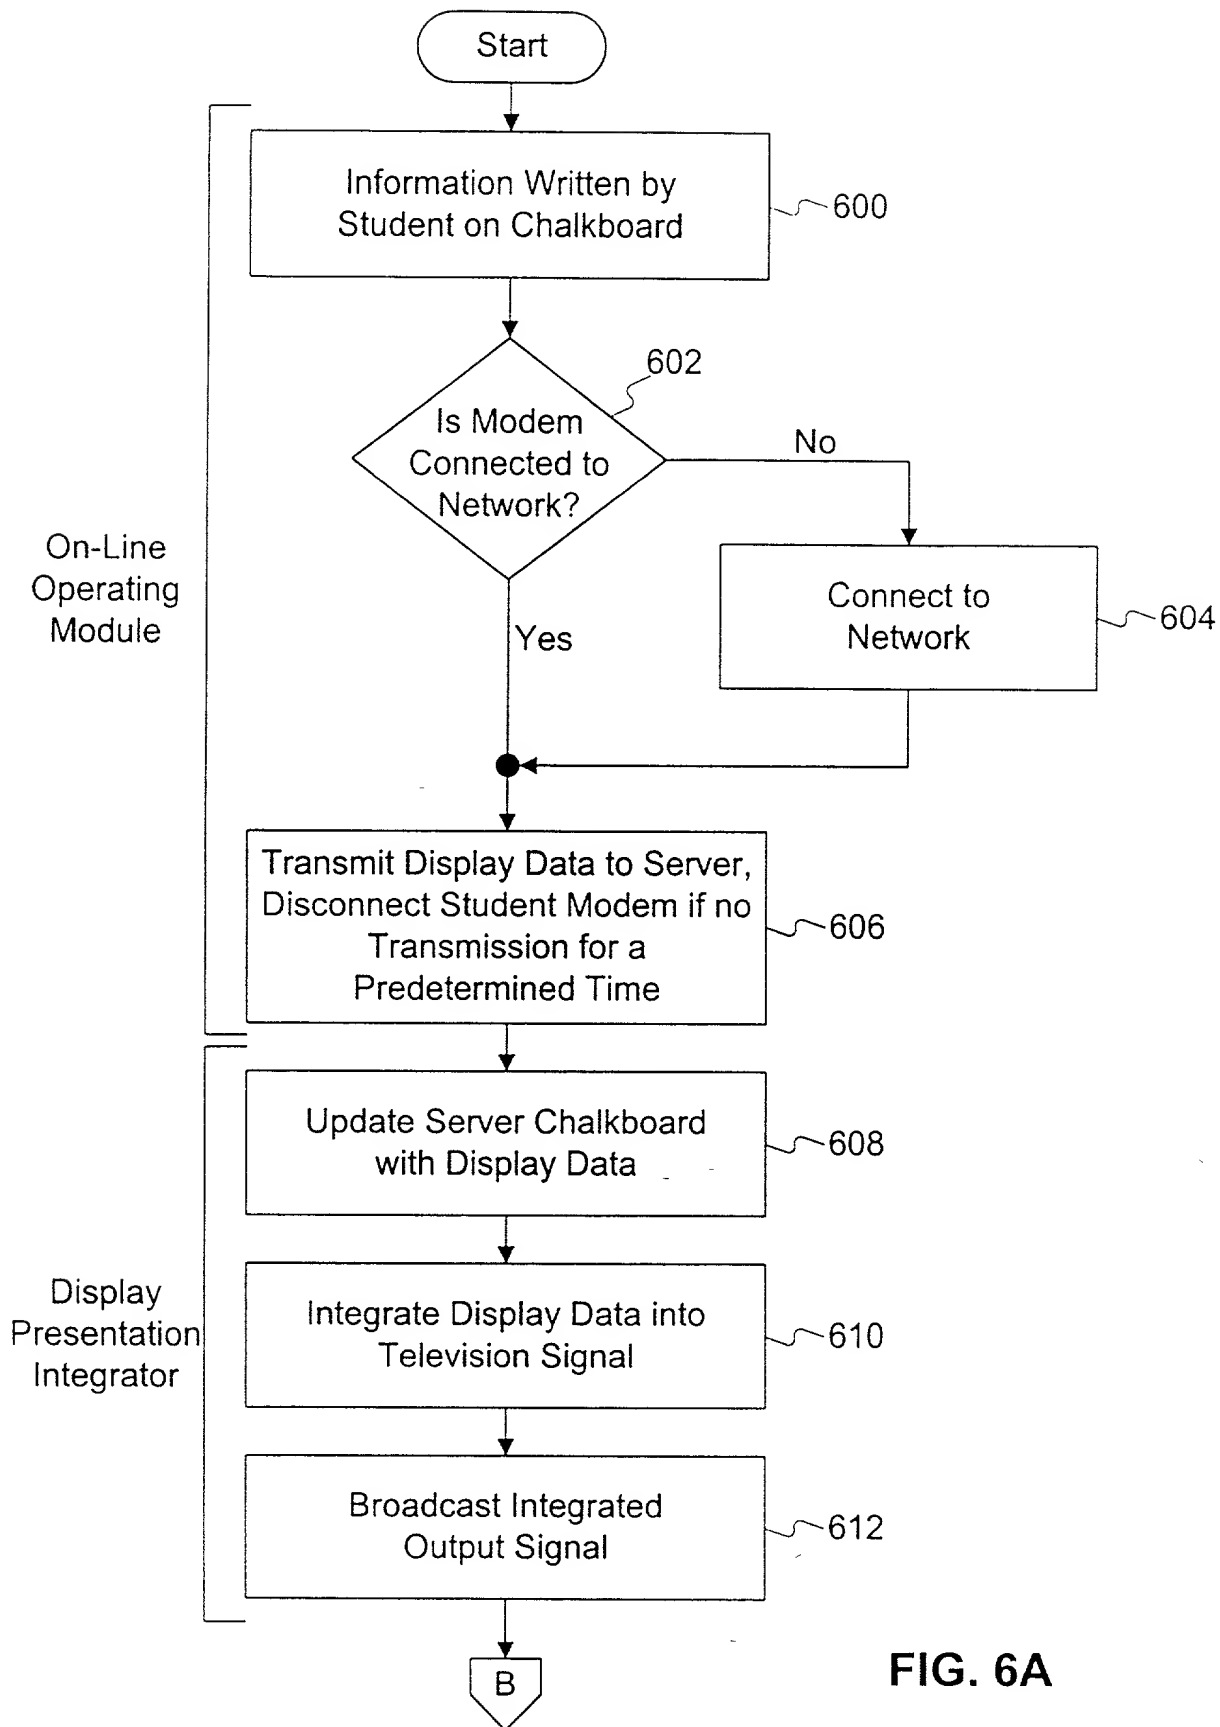 Start
Information Written by
Student on Chalkboard
600
602
Is Modem
Connected to
Network?
No
On-Line
Operating
Module
Connect to
Network
604
Yes
Transmit Display Data to Server,
Disconnect Student Modem if no
Transmission for a
Predetermined Time
606
Update Server Chalkboard
with Display Data
608
Display
Presentation
Integrator
Integrate Display Data into
Television Signal
610
Broadcast Integrated
Output Signal
612
B
FIG. 6A